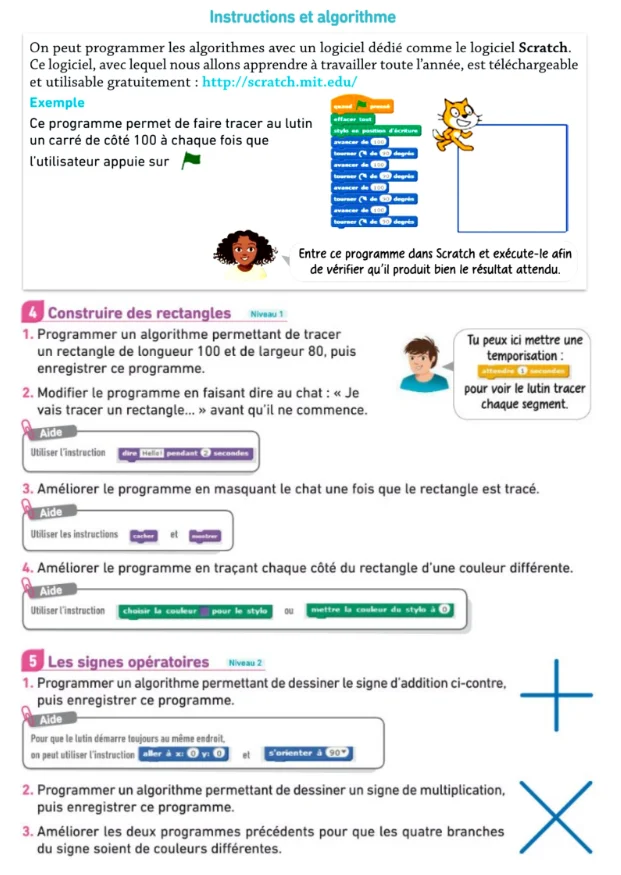 Instructions et algorithme
On peut programmer les algorithmes avec un logiciel dédié comme le logiciel Scratch.
Ce logiciel, avec lequel nous allons apprendre à travailler toute l'année, est téléchargeable
et utilisable gratuitement : http://scratch.mit.edu/
Exemple
Ce programme permet de faire tracer au lutin
un carré de côté 100 à chaque fois que
l'utilisateur appuie sur
quand pressé
effacer tout
stylo en position d'écriture
avancer de 100
tourner de 90 degrés
avancer de 100
tourner de 90 degrés
avancer de 100
tourner de 90 degrés
avancer de 100
tourner de 90 degrés
Entre ce programme dans Scratch et exécute-le afin
de vérifier qu'il produit bien le résultat attendu.
4 Construire des rectangles Niveau 1
1. Programmer un algorithme permettant de tracer
un rectangle de longueur 100 et de largeur 80, puis
enregistrer ce programme.
Tu peux ici mettre une
temporisation :
attendre 1 secondes
pour voir le lutin tracer
chaque segment.
2. Modifier le programme en faisant dire au chat : « Je
vais tracer un rectangle... » avant qu'il ne commence.
Aide
Utiliser l'instruction dire Hello! pendant 2 secondes
3. Améliorer le programme en masquant le chat une fois que le rectangle est tracé.
Aide
Utiliser les instructions cacher et montrer
4. Améliorer le programme en traçant chaque côté du rectangle d'une couleur différente.
Aide
Utiliser l'instruction choisir la couleur pour le stylo ou mettre la couleur du stylo à 0
5 Les signes opératoires Niveau 2
1. Programmer un algorithme permettant de dessiner le signe d'addition ci-contre,
puis enregistrer ce programme.
Aide
Pour que le lutin démarre toujours au même endroit,
on peut utiliser l'instruction aller à x: 0 y: 0 et s'orienter à 90
2. Programmer un algorithme permettant de dessiner un signe de multiplication,
puis enregistrer ce programme.
3. Améliorer les deux programmes précédents pour que les quatre branches
du signe soient de couleurs différentes.